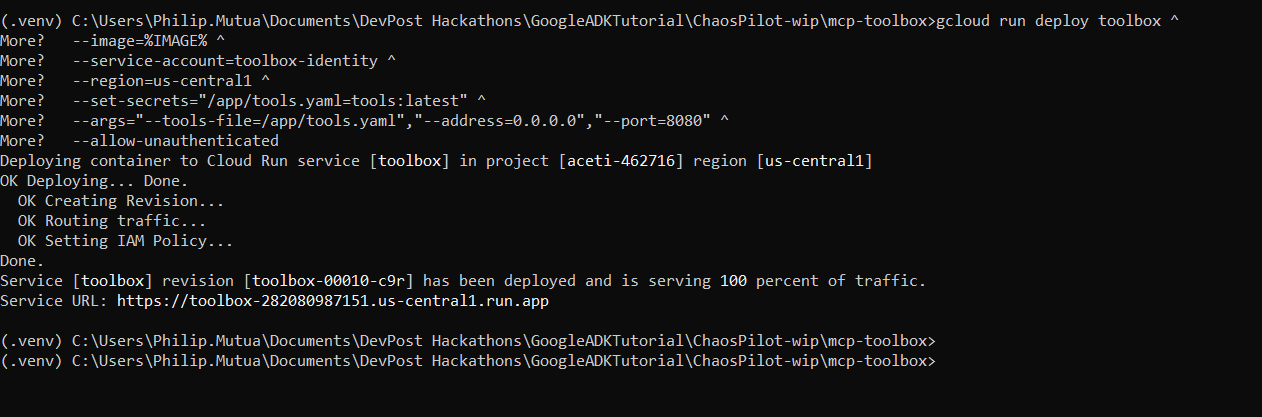 (.venv) C:\Users\Philip.Mutua\Documents\DevPost Hackathons\GoogleADKTutorial\ChaosPilot-wip\mcp-toolbox>gcloud run deploy toolbox ^
More?   --image=%IMAGE% ^
More?   --service-account=toolbox-identity ^
More?   --region=us-central1 ^
More?   --set-secrets="/app/tools.yaml=tools:latest" ^
More?   --args="--tools-file=/app/tools.yaml","--address=0.0.0.0","--port=8080" ^
More?   --allow-unauthenticated
Deploying container to Cloud Run service [toolbox] in project [aceti-462716] region [us-central1]
OK Deploying... Done.
  OK Creating Revision...
  OK Routing traffic...
  OK Setting IAM Policy...
Done.
Service [toolbox] revision [toolbox-00010-c9r] has been deployed and is serving 100 percent of traffic.
Service URL: https://toolbox-282080987151.us-central1.run.app
(.venv) C:\Users\Philip.Mutua\Documents\DevPost Hackathons\GoogleADKTutorial\ChaosPilot-wip\mcp-toolbox>
(.venv) C:\Users\Philip.Mutua\Documents\DevPost Hackathons\GoogleADKTutorial\ChaosPilot-wip\mcp-toolbox>